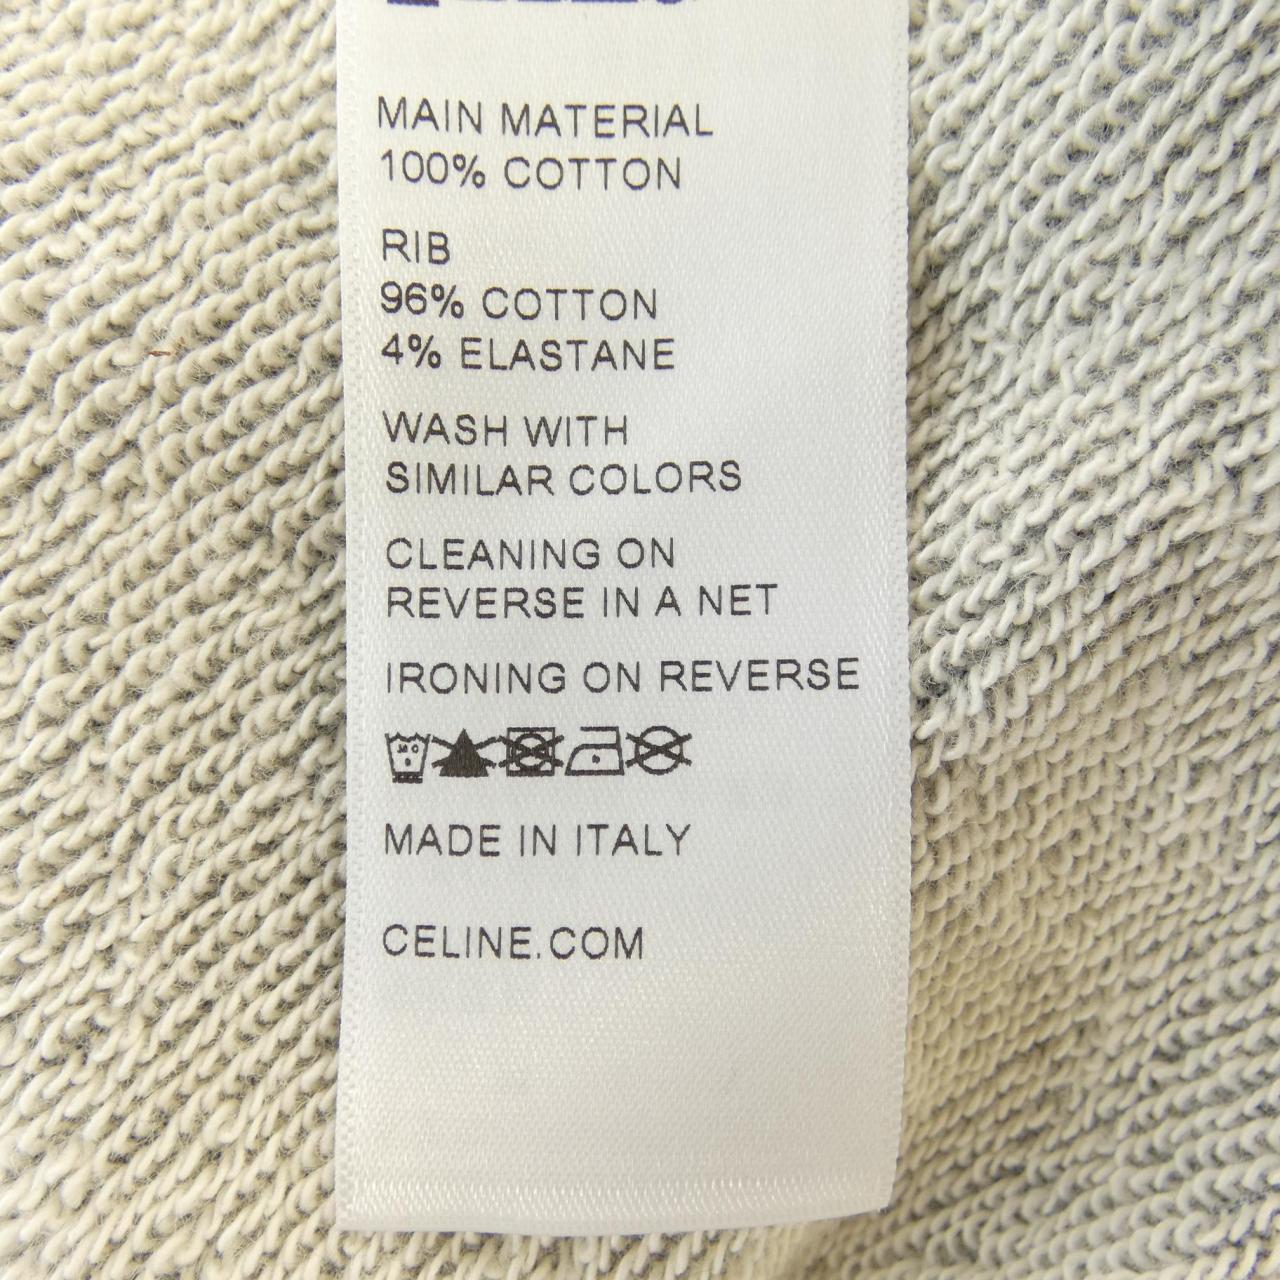 MAIN MATERIAL
100% COTTON
RIB
96% COTTON
4% ELASTANE
WASH WITH
SIMILAR COLORS
CLEANING ON
REVERSE IN A NET
IRONING ON REVERSE
MADE IN ITALY
CELINE.COM